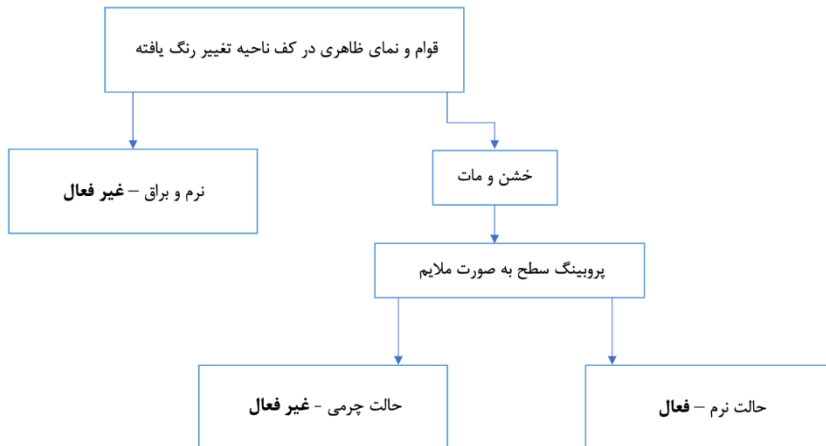 قوام و نمای ظاهری در کف ناحیه تغییر رنگ یافته
خشن و مات
نرم و براق – غیر فعال
پروبینگ سطح به صورت ملایم
حالت نرم – فعال
حالت چرمی - غیر فعال